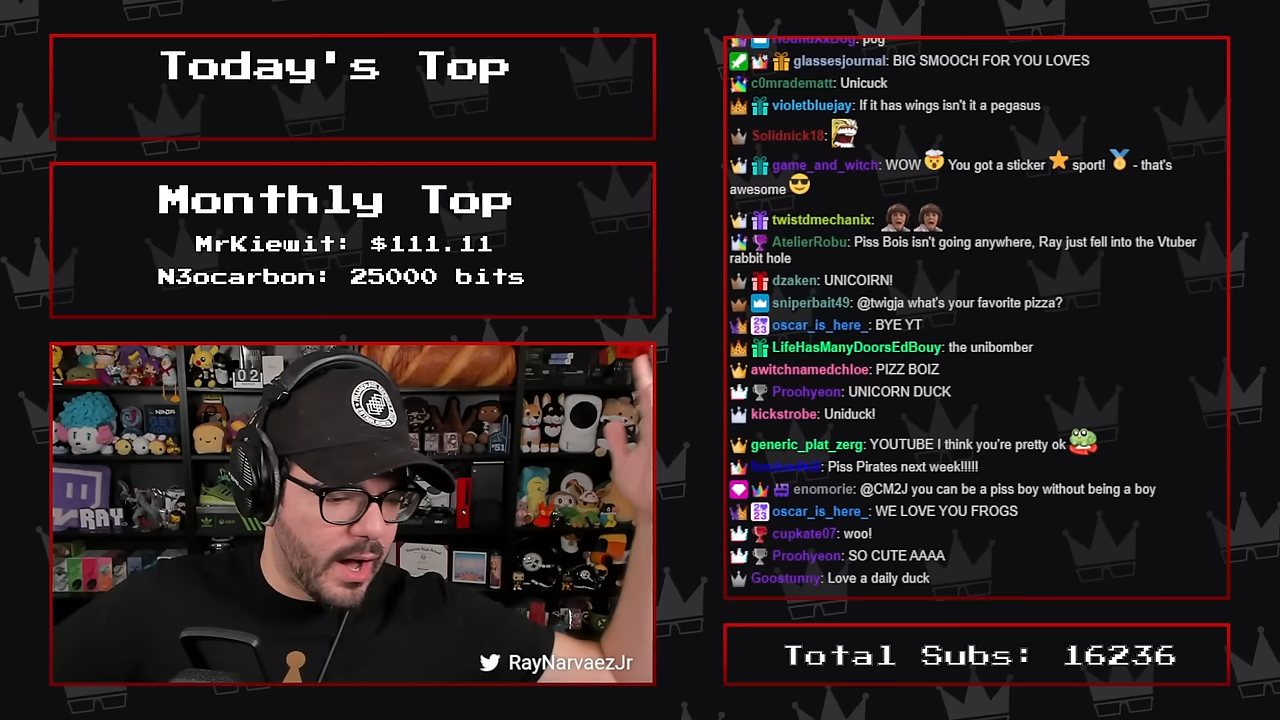 Today's Top
Monthly Top
MrKiewit: $111.11
N3ocarbon: 25000 bits
RAY
RayNarvaezJr
HoundXxDog: pog
glassesjournal: BIG SMOOCH FOR YOU LOVES
c0mradematt: Unicuck
violetbluejay: If it has wings isn't it a pegasus
Solidnick18:
game_and_witch: WOW 🤯 You got a sticker ⭐ sport! 🏅 - that's
awesome 😎
twistdmechanix:
AtelierRobu: Piss Bois isn't going anywhere, Ray just fell into the Vtuber
rabbit hole
dzaken: UNICOIRN!
sniperbait49: @twigja what's your favorite pizza?
oscar_is_here_: BYE YT
LifeHasManyDoorsEdBouy: the unibomber
awitchnamedchloe: PIZZ BOIZ
Proohyeon: UNICORN DUCK
kickstrobe: Uniduck!
generic_plat_zerg: YOUTUBE I think you're pretty ok
: Piss Pirates next week!!!!!
enomorie: @CM2J you can be a piss boy without being a boy
oscar_is_here_: WE LOVE YOU FROGS
cupkate07: woo!
Proohyeon: SO CUTE AAAA
Goostunny: Love a daily duck
Total Subs: 16236